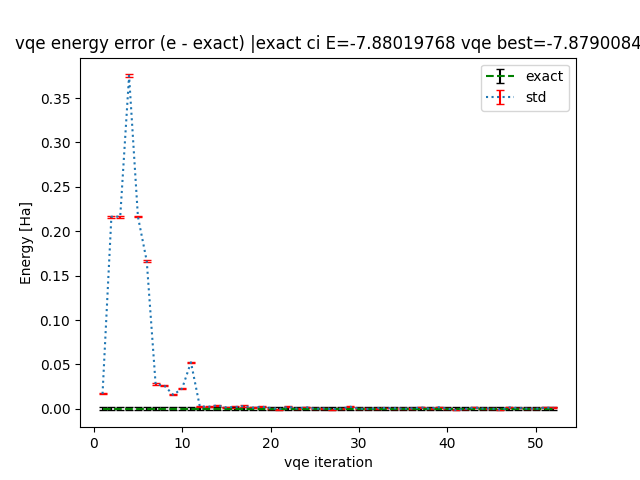 vqe energy error (e - exact) |exact ci E=-7.88019768 vqe best=-7.8790084
exact
std
0.35
0.30
0.25
0.20
0.15
0.10
0.05
0.00
Energy [Ha]
0 10 20 30 40 50
vqe iteration